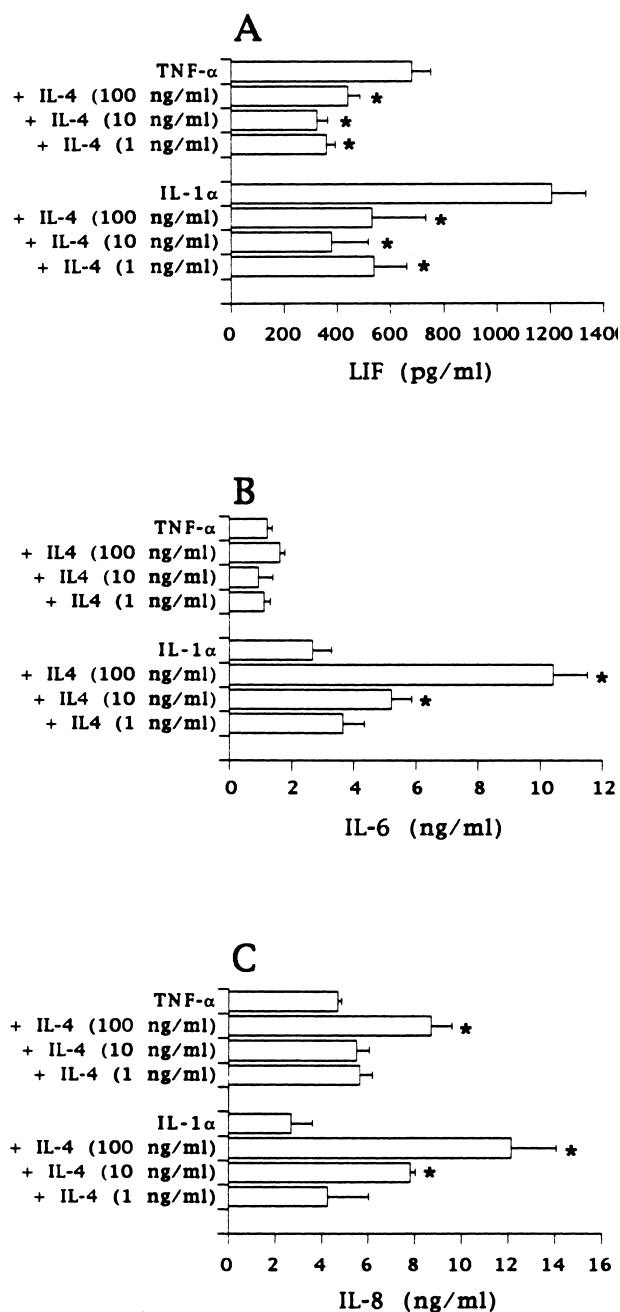 A
TNF-α
+ IL-4 (100 ng/ml) *
+ IL-4 (10 ng/ml) *
+ IL-4 (1 ng/ml) *
IL-1α
+ IL-4 (100 ng/ml) *
+ IL-4 (10 ng/ml) *
+ IL-4 (1 ng/ml) *
0 200 400 600 800 1000 1200 1400
LIF (pg/ml)
B
TNF-α
+ IL4 (100 ng/ml)
+ IL4 (10 ng/ml)
+ IL4 (1 ng/ml)
IL-1α
+ IL4 (100 ng/ml) *
+ IL4 (10 ng/ml) *
+ IL4 (1 ng/ml)
0 2 4 6 8 10 12
IL-6 (ng/ml)
C
TNF-α
+ IL-4 (100 ng/ml) *
+ IL-4 (10 ng/ml)
+ IL-4 (1 ng/ml)
IL-1α
+ IL-4 (100 ng/ml) *
+ IL-4 (10 ng/ml) *
+ IL-4 (1 ng/ml)
0 2 4 6 8 10 12 14 16
IL-8 (ng/ml)